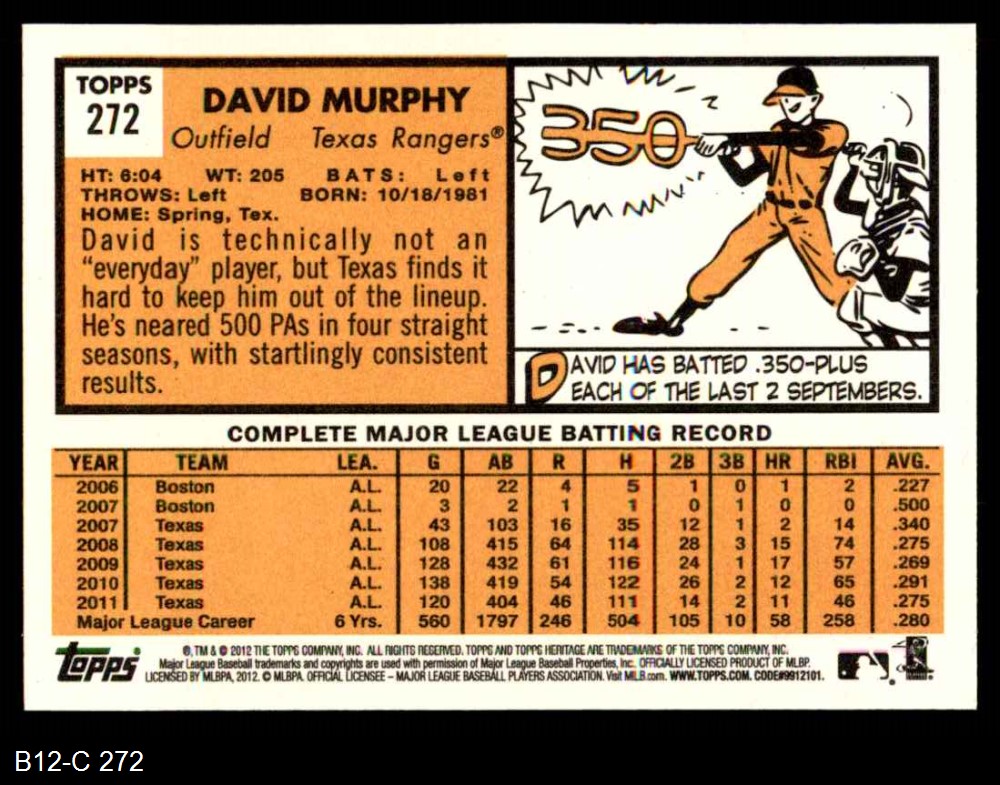 TOPPS
272
DAVID MURPHY
Outfield Texas Rangers®
HT: 6:04 WT: 205 BATS: Left
THROWS: Left BORN: 10/18/1981
HOME: Spring, Tex.
David is technically not an
“everyday” player, but Texas finds it
hard to keep him out of the lineup.
He's neared 500 PAs in four straight
seasons, with startlingly consistent
results.
350
DAVID HAS BATTED .350-PLUS
EACH OF THE LAST 2 SEPTEMBERS.
COMPLETE MAJOR LEAGUE BATTING RECORD
YEAR TEAM LEA. G AB R H 2B 3B HR RBI AVG.
2006 Boston A.L. 20 22 4 5 1 0 1 2 .227
2007 Boston A.L. 3 2 1 1 0 1 0 0 .500
2007 Texas A.L. 43 103 16 35 12 1 2 14 .340
2008 Texas A.L. 108 415 64 114 28 3 15 74 .275
2009 Texas A.L. 128 432 61 116 24 1 17 57 .269
2010 Texas A.L. 138 419 54 122 26 2 12 65 .291
2011 Texas A.L. 120 404 46 111 14 2 11 46 .275
Major League Career 6 Yrs. 560 1797 246 504 105 10 58 258 .280
topps
®, TM & © 2012 THE TOPPS COMPANY, INC. ALL RIGHTS RESERVED. TOPPS AND TOPPS HERITAGE ARE TRADEMARKS OF THE TOPPS COMPANY, INC.
Major League Baseball trademarks and copyrights are used with permission of Major League Baseball Properties, Inc. OFFICIALLY LICENSED PRODUCT OF MLBP.
LICENSED BY MLBPA, 2012. © MLBPA. OFFICIAL LICENSEE – MAJOR LEAGUE BASEBALL PLAYERS ASSOCIATION. Visit MLB.com. WWW.TOPPS.COM. CODE#9912101.
B12-C 272